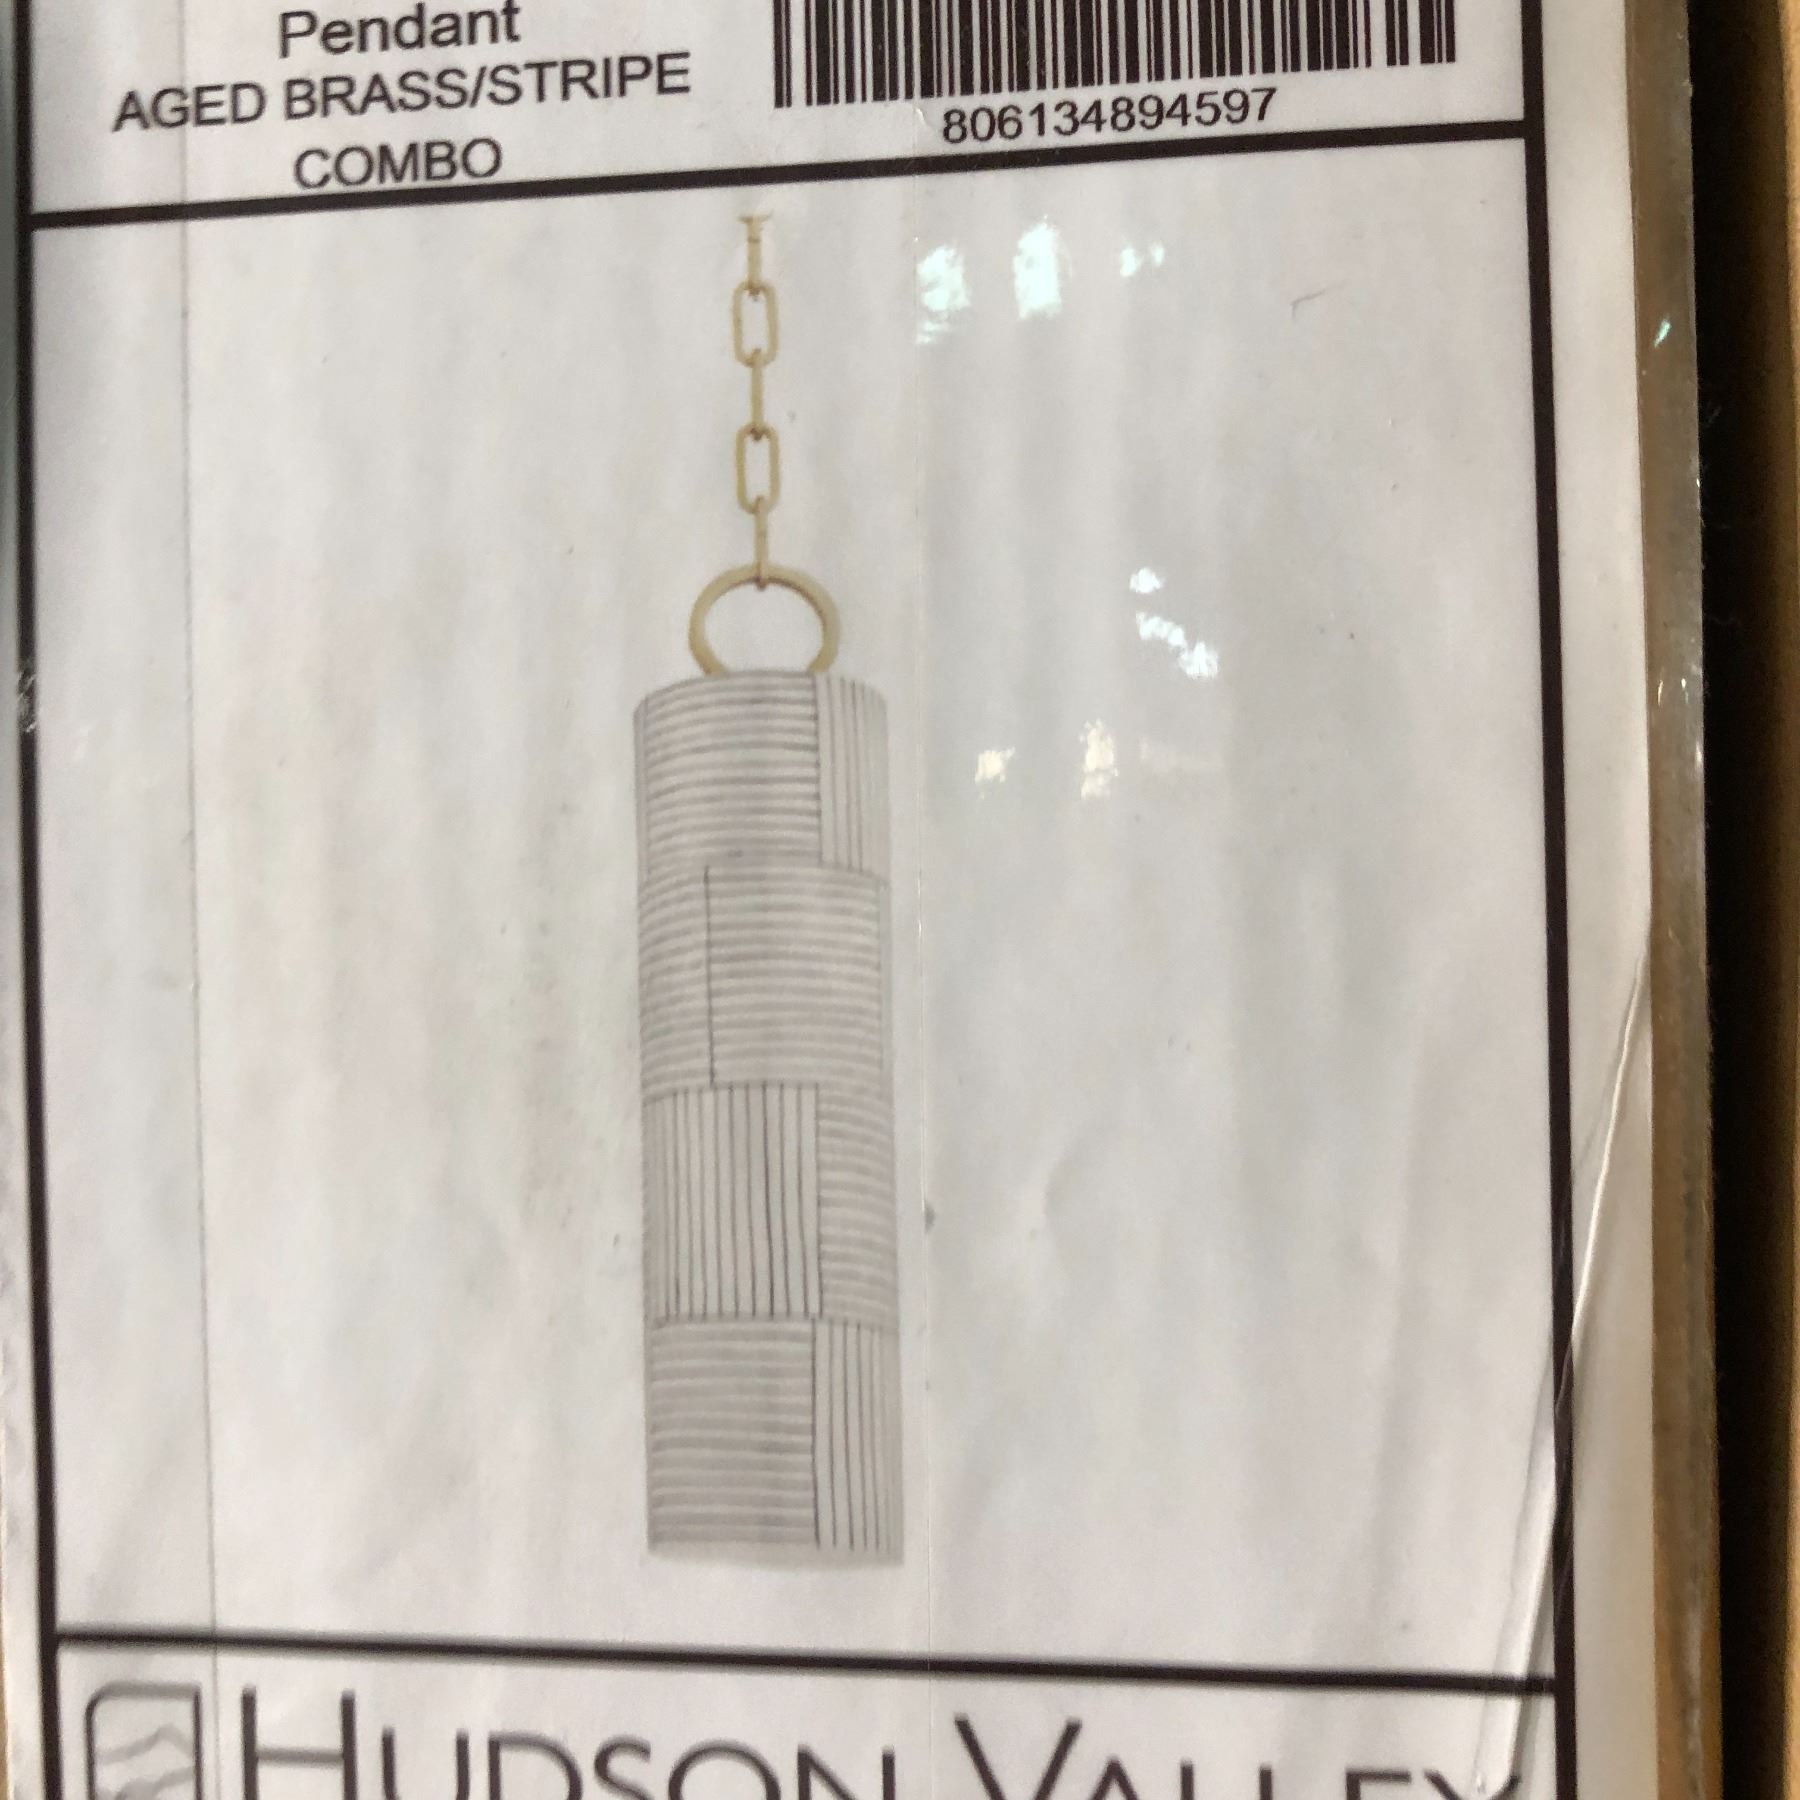 Pendant
AGED BRASS/STRIPE
COMBO
806134894597
HUDSON VALLEY